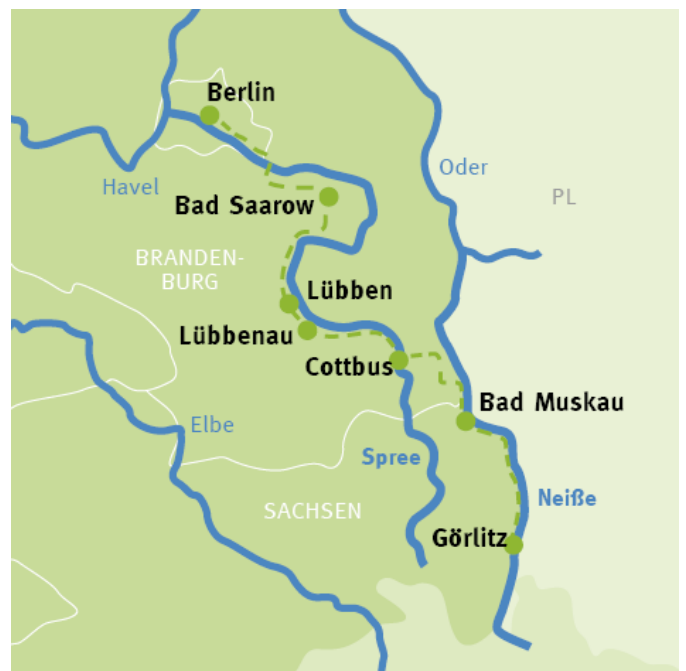 Berlin
Oder
Havel
Bad Saarow
PL
BRANDEN-
BURG
Lübben
Lübbenau
Cottbus
Bad Muskau
Elbe
Spree
Neiße
SACHSEN
Görlitz